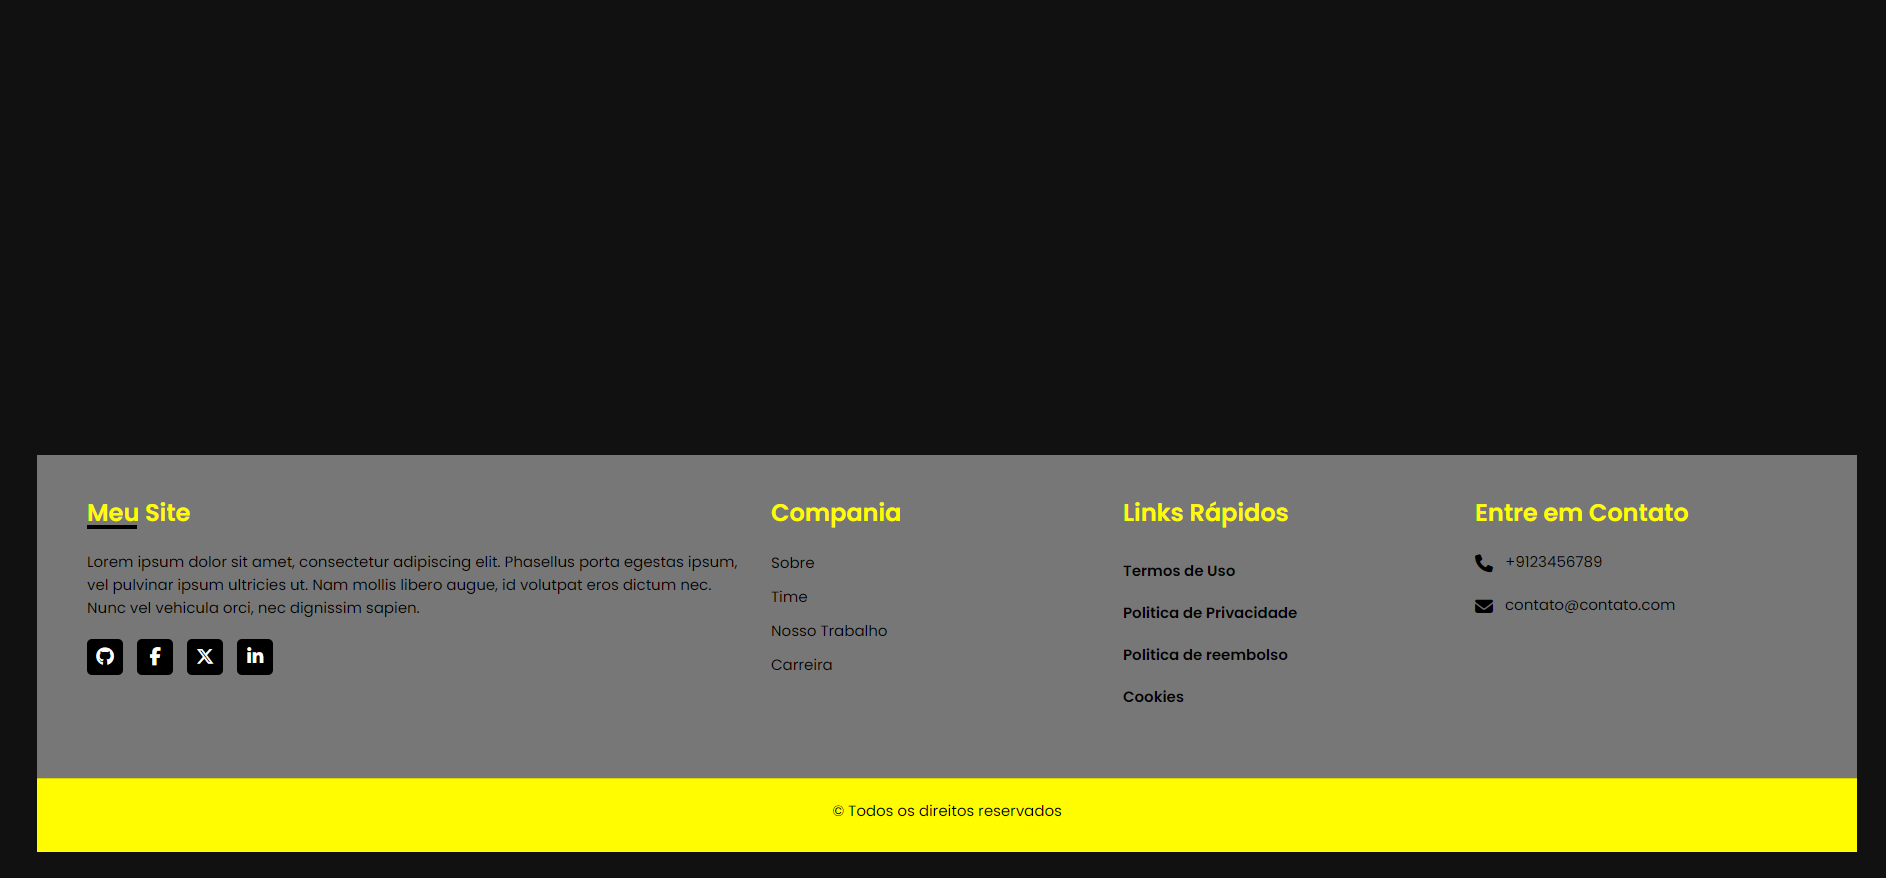 Meu Site
Lorem ipsum dolor sit amet, consectetur adipiscing elit. Phasellus porta egestas ipsum,
vel pulvinar ipsum ultricies ut. Nam mollis libero augue, id volutpat eros dictum nec.
Nunc vel vehicula orci, nec dignissim sapien.
Compania
Sobre
Time
Nosso Trabalho
Carreira
Links Rápidos
Termos de Uso
Politica de Privacidade
Politica de reembolso
Cookies
Entre em Contato
+9123456789
contato@contato.com
© Todos os direitos reservados